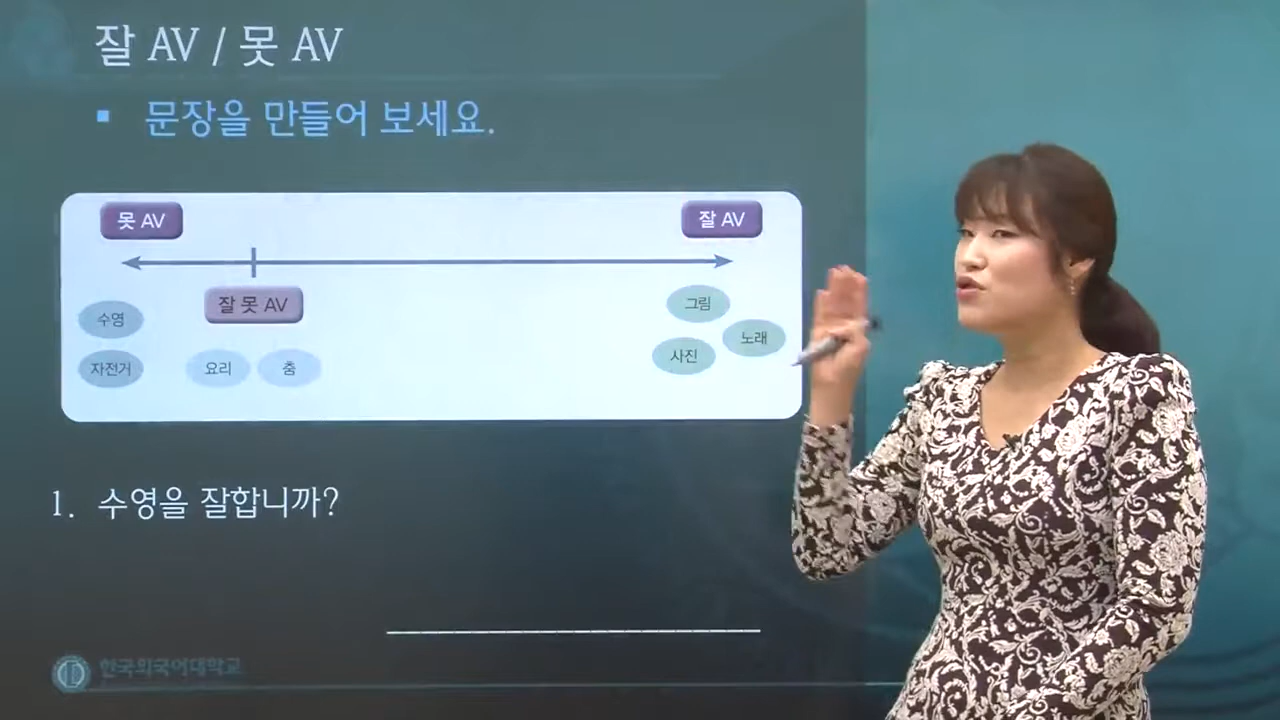 잘 AV / 못 AV
▪ 문장을 만들어 보세요.
못 AV
잘 AV
잘 못 AV
수영
그림
노래
자전거
요리
춤
사진
1. 수영을 잘합니까?
한국외국어대학교